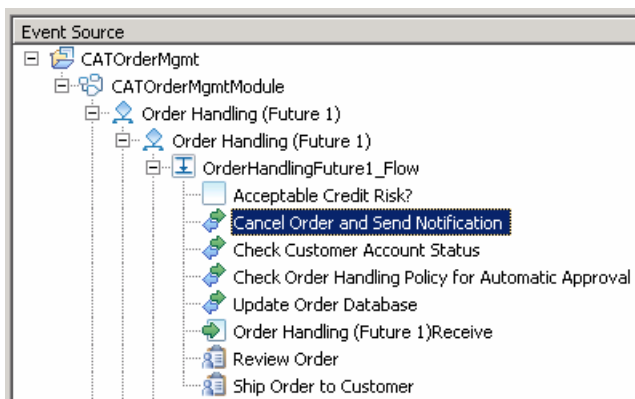 Event Source
CATOrderMgmt
CATOrderMgmtModule
Order Handling (Future 1)
Order Handling (Future 1)
OrderHandlingFuture1_Flow
Acceptable Credit Risk?
Cancel Order and Send Notification
Check Customer Account Status
Check Order Handling Policy for Automatic Approval
Update Order Database
Order Handling (Future 1)Receive
Review Order
Ship Order to Customer